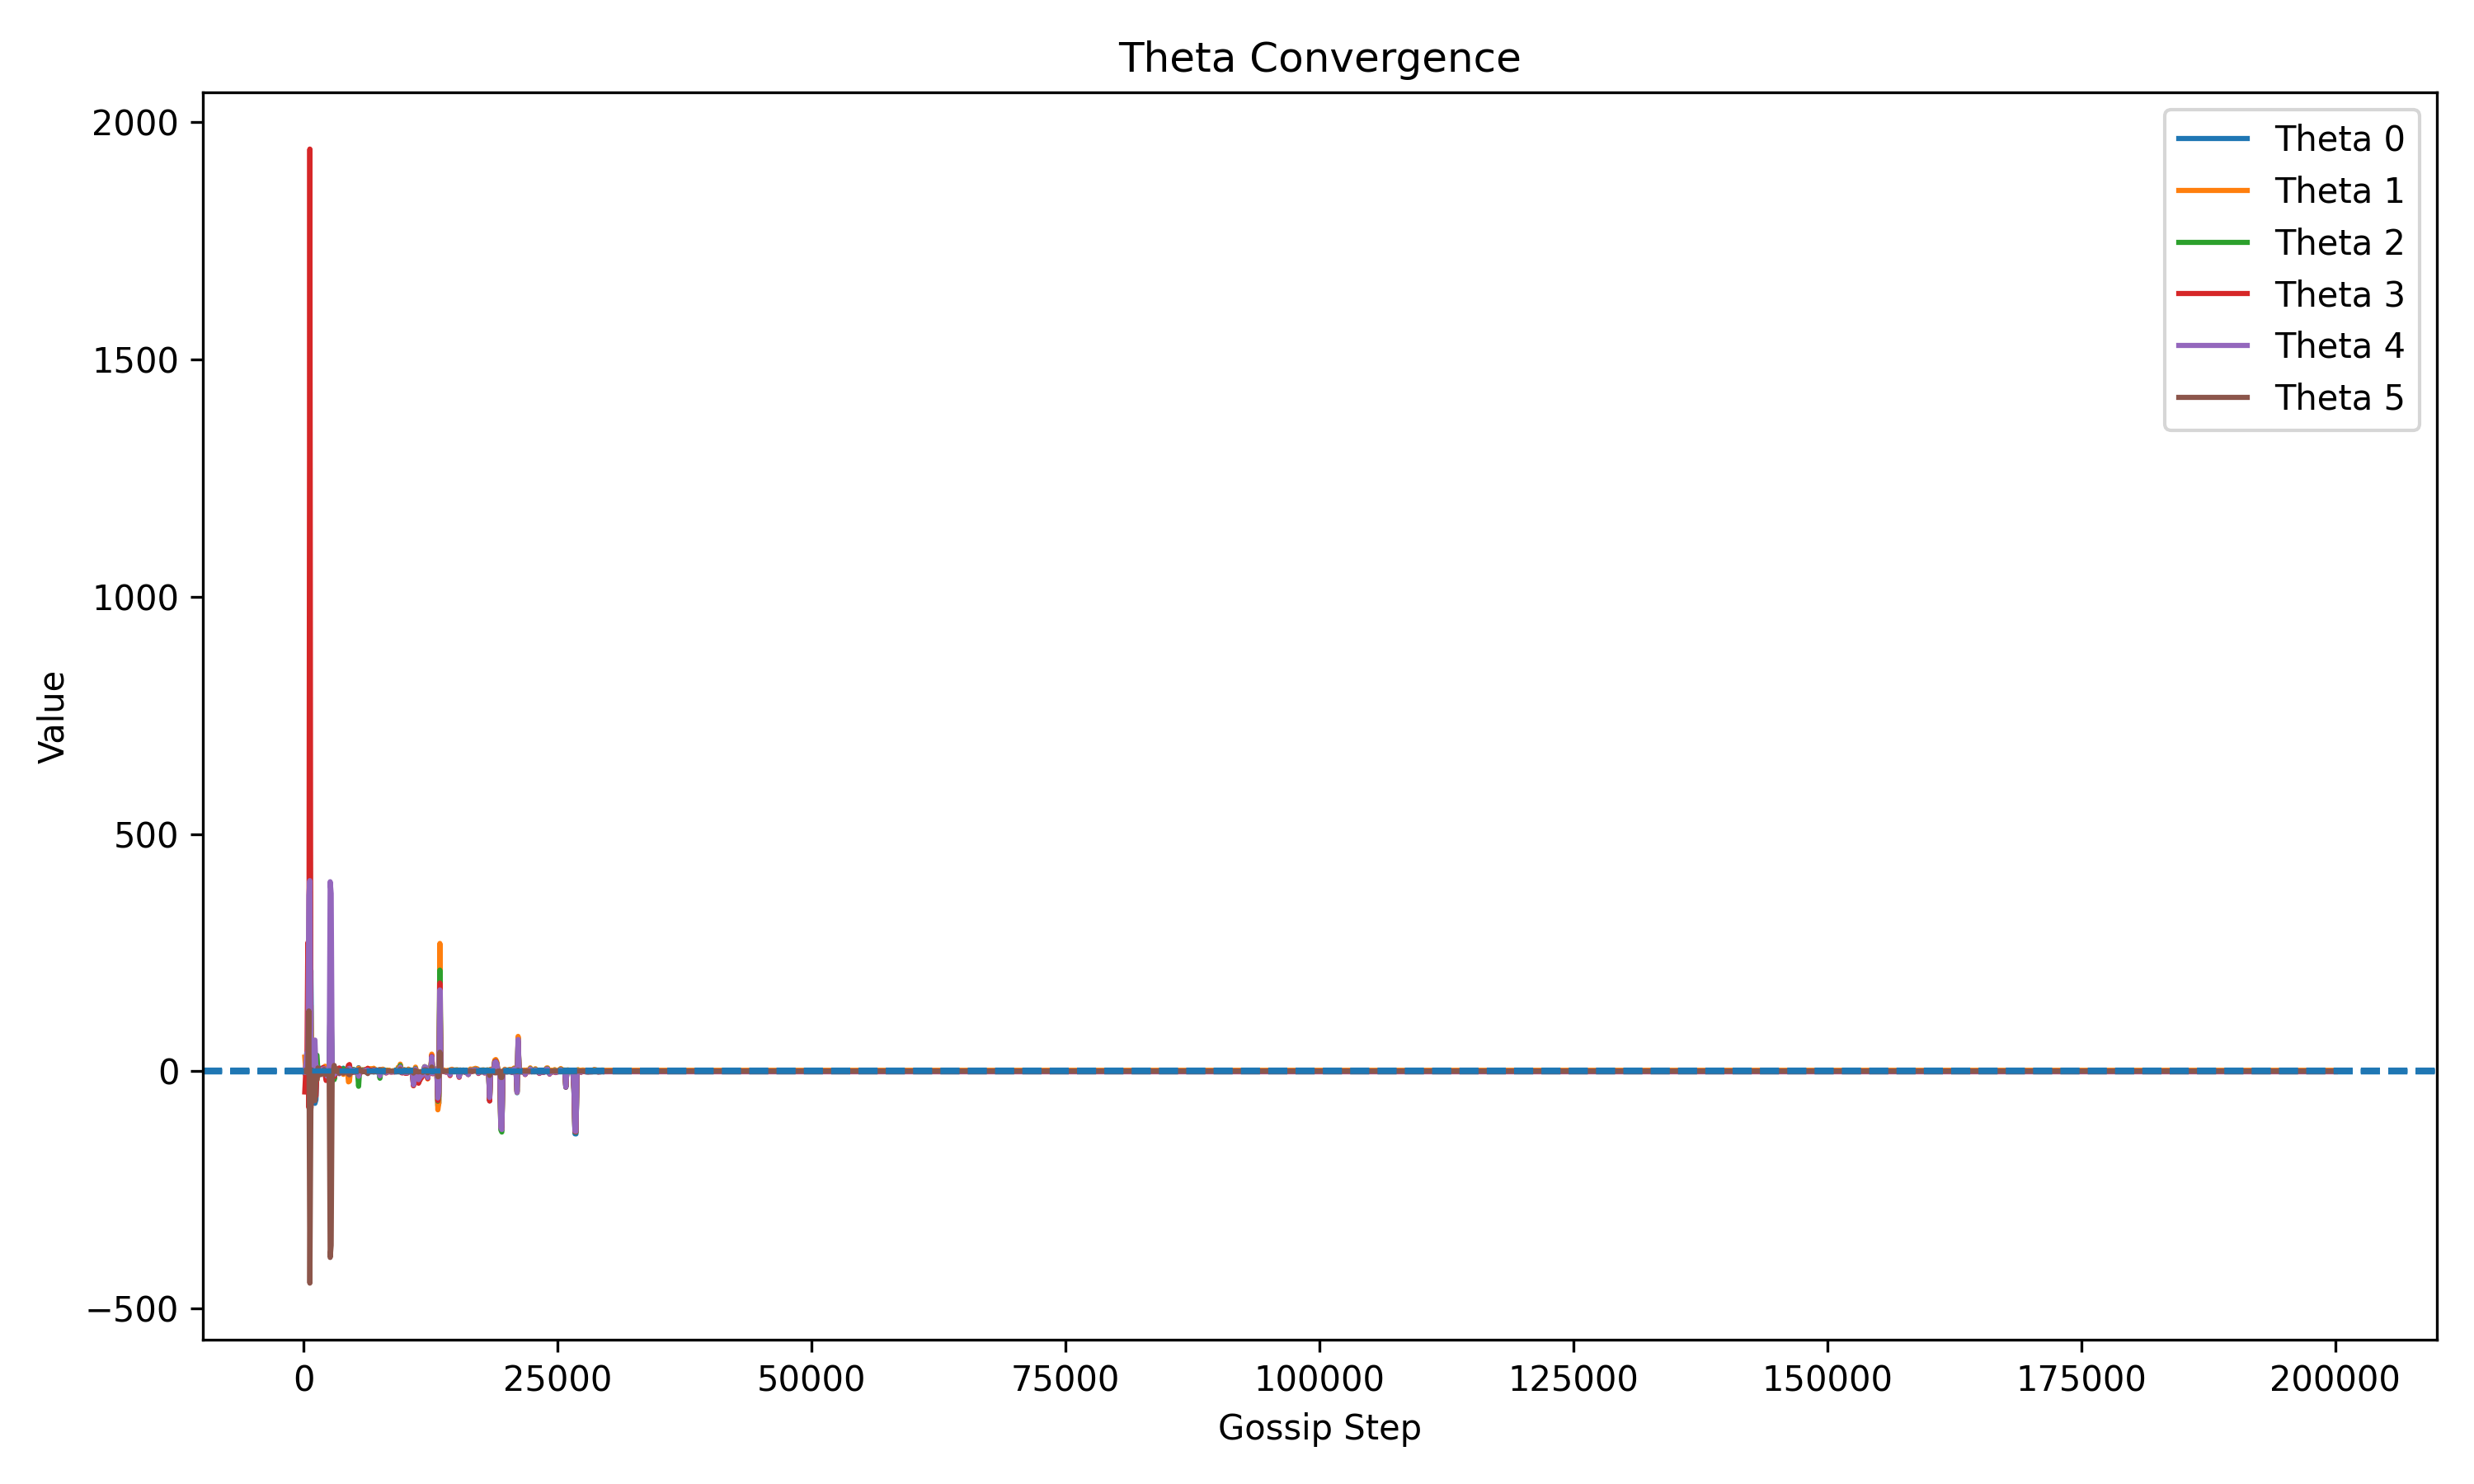 Theta Convergence
2000
1500
1000
500
0
−500
Value
0
25000
50000
75000
100000
125000
150000
175000
200000
Gossip Step
Theta 0
Theta 1
Theta 2
Theta 3
Theta 4
Theta 5